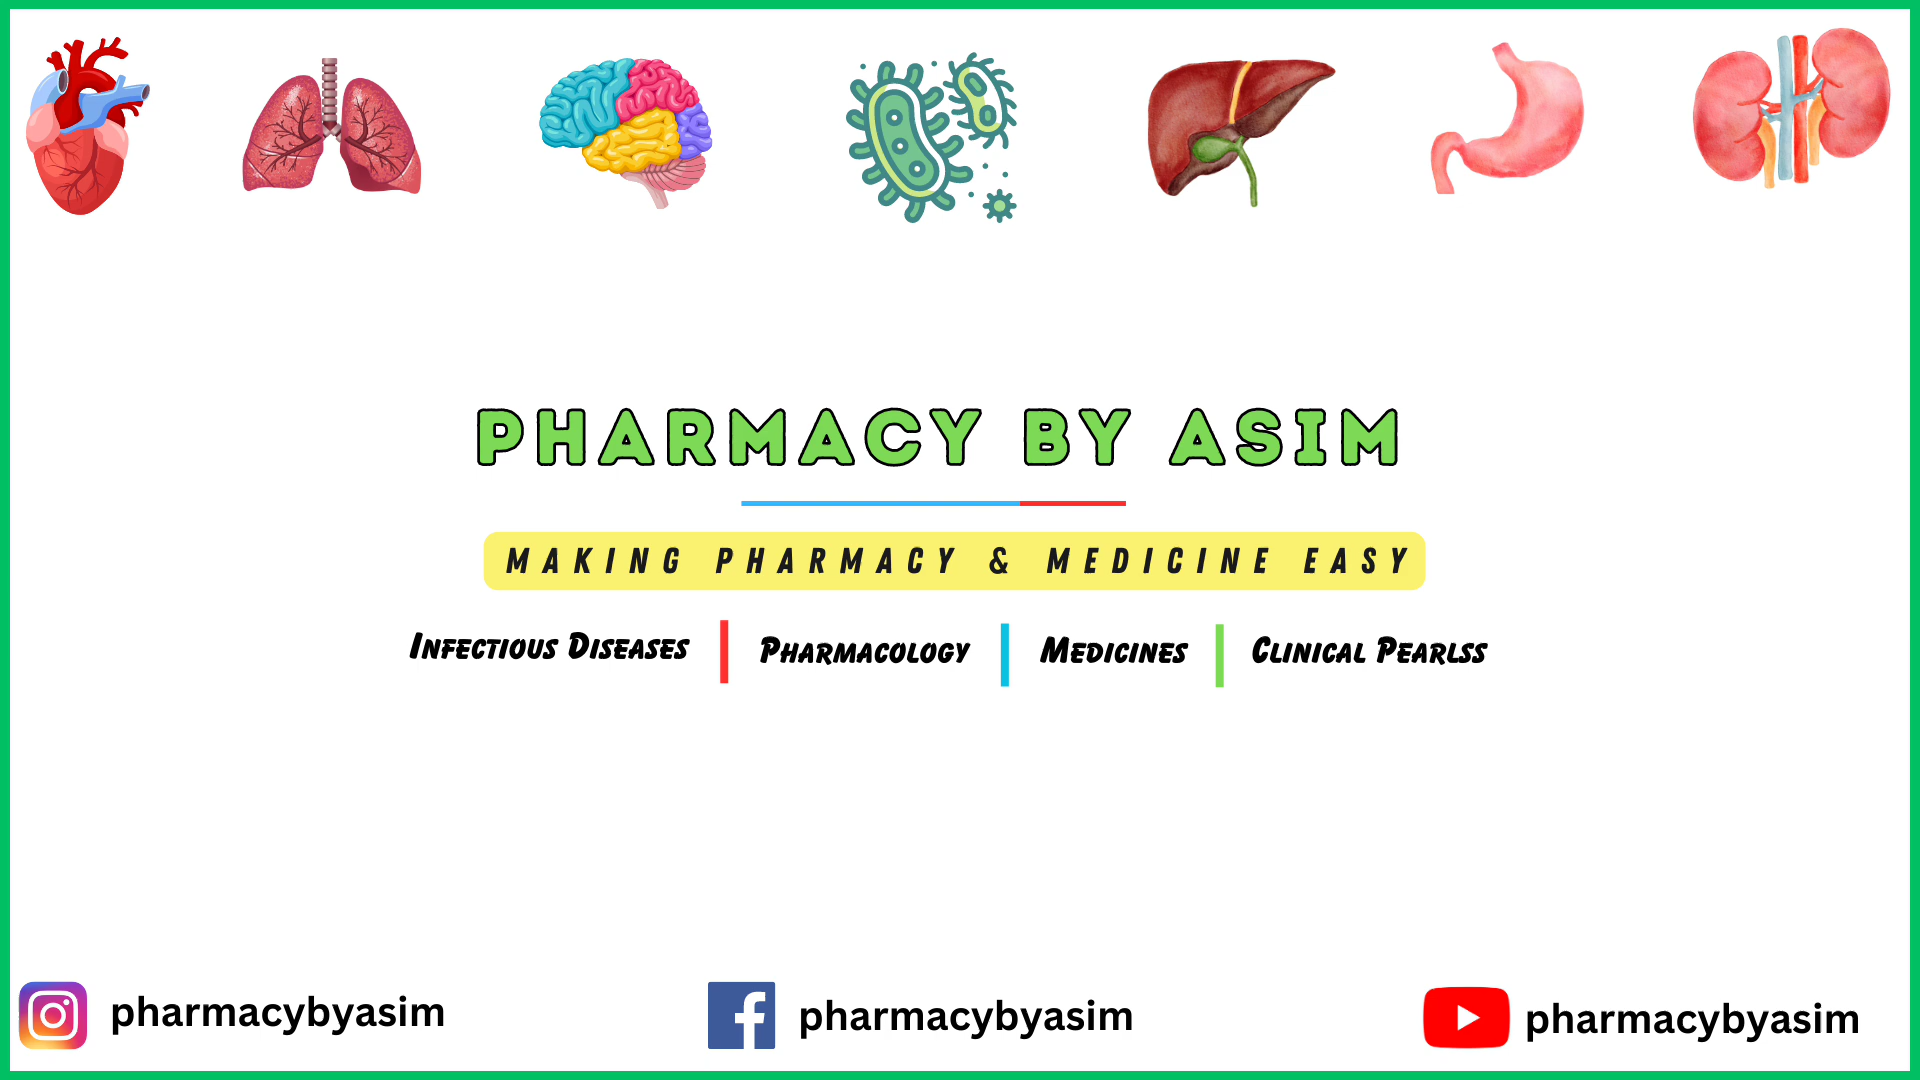 PHARMACY BY ASIM
MAKING PHARMACY & MEDICINE EASY
Infectious Diseases | Pharmacology | Medicines | Clinical Pearlss
pharmacybyasim pharmacybyasim pharmacybyasim